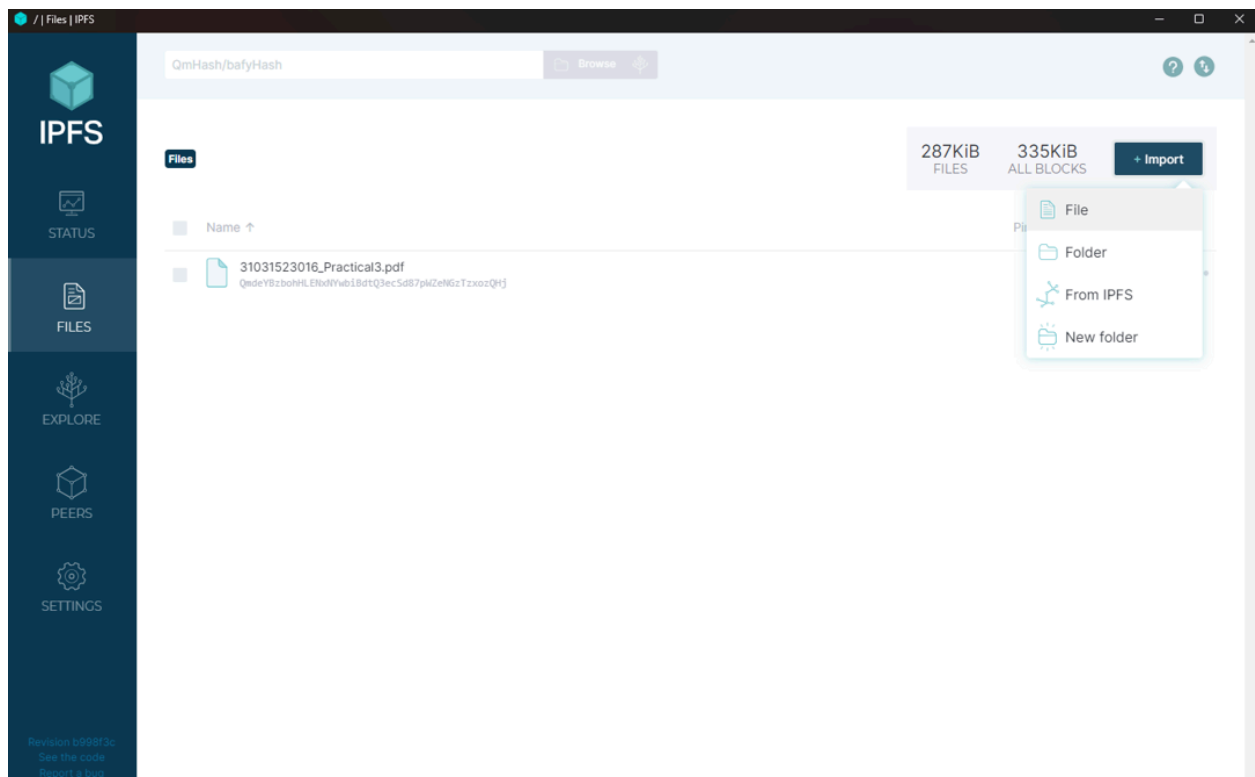 / | Files | IPFS
QmHash/bafyHash
Browse
IPFS
Files
287KiB
FILES
335KiB
ALL BLOCKS
+ Import
File
Folder
From IPFS
New folder
Name ↑
31031523016_Practical3.pdf
STATUS
FILES
EXPLORE
PEERS
SETTINGS
Revision b998f3c
See the code
Report a bug